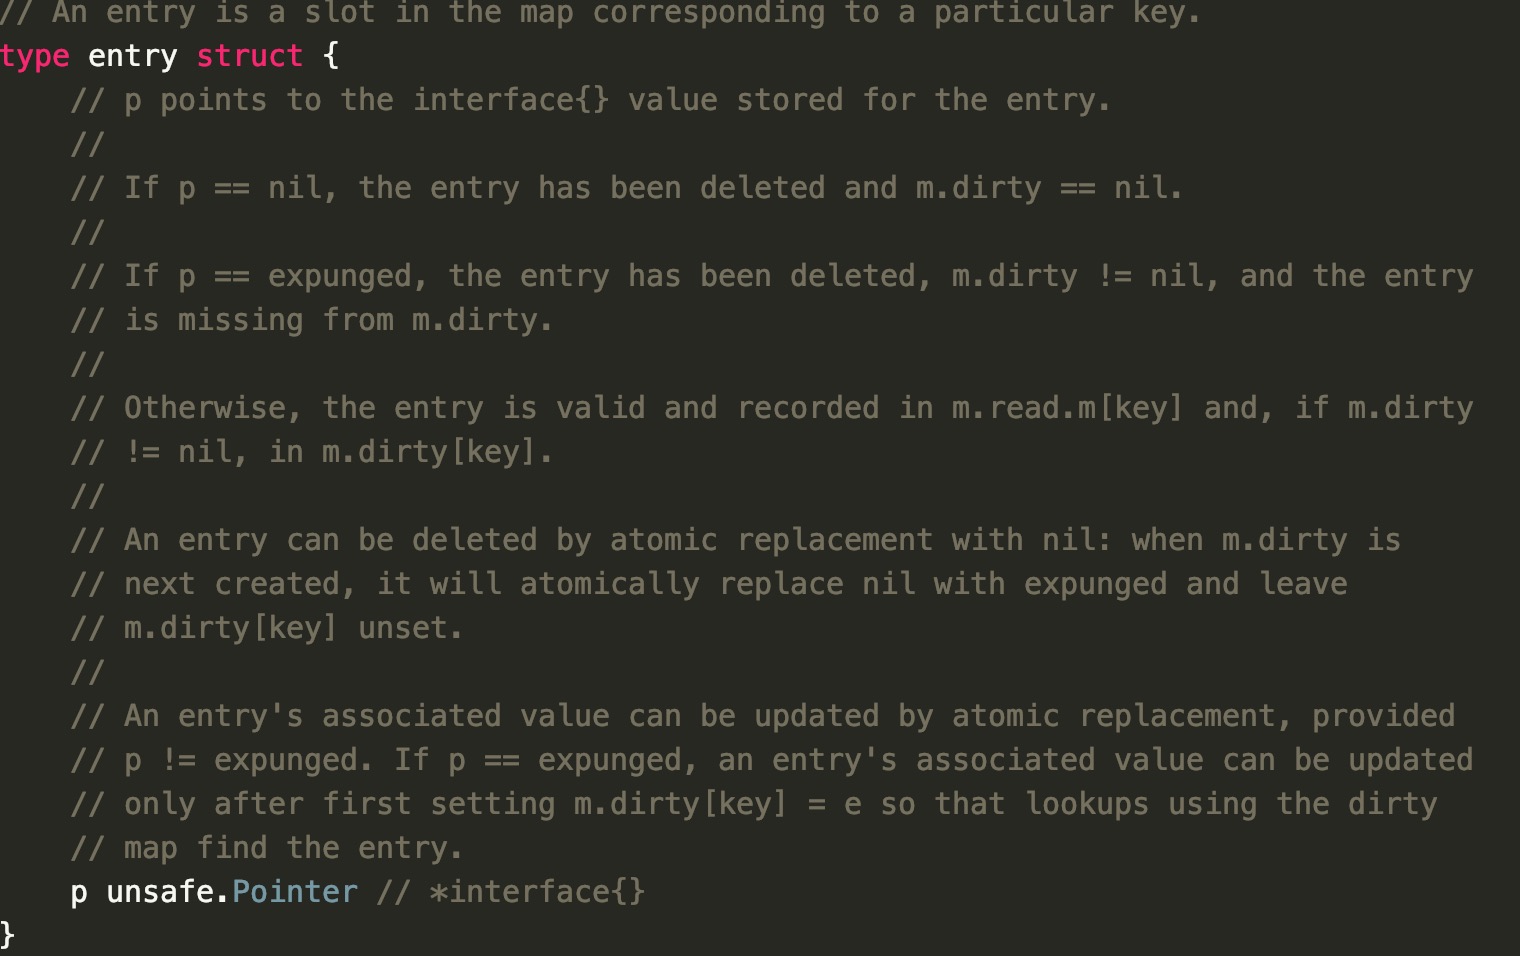 // An entry is a slot in the map corresponding to a particular key.
type entry struct {
    // p points to the interface{} value stored for the entry.
    //
    // If p == nil, the entry has been deleted and m.dirty == nil.
    //
    // If p == expunged, the entry has been deleted, m.dirty != nil, and the entry
    // is missing from m.dirty.
    //
    // Otherwise, the entry is valid and recorded in m.read.m[key] and, if m.dirty
    // != nil, in m.dirty[key].
    //
    // An entry can be deleted by atomic replacement with nil: when m.dirty is
    // next created, it will atomically replace nil with expunged and leave
    // m.dirty[key] unset.
    //
    // An entry's associated value can be updated by atomic replacement, provided
    // p != expunged. If p == expunged, an entry's associated value can be updated
    // only after first setting m.dirty[key] = e so that lookups using the dirty
    // map find the entry.
    p unsafe.Pointer // *interface{}
}